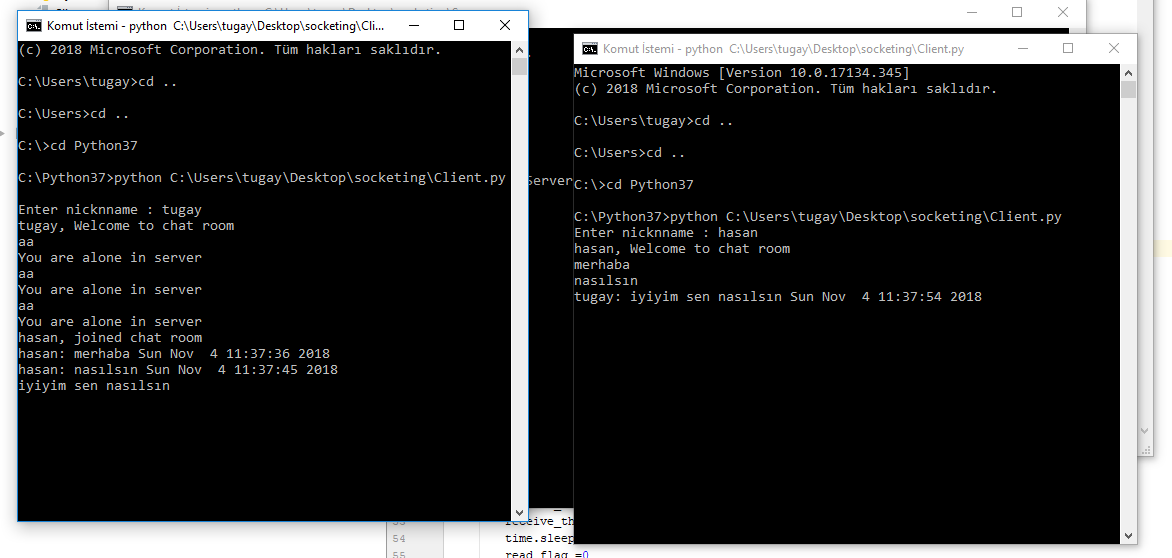 Komut İstemi - python  C:\Users\tugay\Desktop\socketing\Cli...
(c) 2018 Microsoft Corporation. Tüm hakları saklıdır.
C:\Users\tugay>cd ..
C:\Users>cd ..
C:\>cd Python37
C:\Python37>python C:\Users\tugay\Desktop\socketing\Client.py
Enter nicknname : tugay
tugay, Welcome to chat room
aa
You are alone in server
aa
You are alone in server
aa
You are alone in server
hasan, joined chat room
hasan: merhaba Sun Nov  4 11:37:36 2018
hasan: nasılsın Sun Nov  4 11:37:45 2018
iyiyim sen nasılsın
Server
Komut İstemi - python  C:\Users\tugay\Desktop\socketing\Client.py
Microsoft Windows [Version 10.0.17134.345]
(c) 2018 Microsoft Corporation. Tüm hakları saklıdır.
C:\Users\tugay>cd ..
C:\Users>cd ..
C:\>cd Python37
C:\Python37>python C:\Users\tugay\Desktop\socketing\Client.py
Enter nicknname : hasan
hasan, Welcome to chat room
merhaba
nasılsın
tugay: iyiyim sen nasılsın Sun Nov  4 11:37:54 2018
receive_th
54 time.sleep
55 read_flag =0